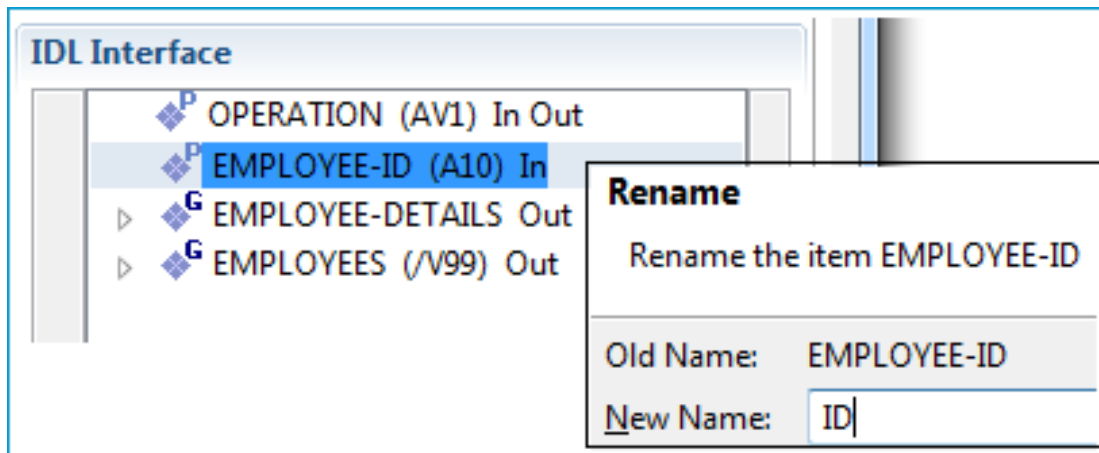 IDL Interface
P OPERATION (AV1) In Out
P EMPLOYEE-ID (A10) In
G EMPLOYEE-DETAILS Out
G EMPLOYEES (/V99) Out
Rename
Rename the item EMPLOYEE-ID
Old Name: EMPLOYEE-ID
New Name: ID